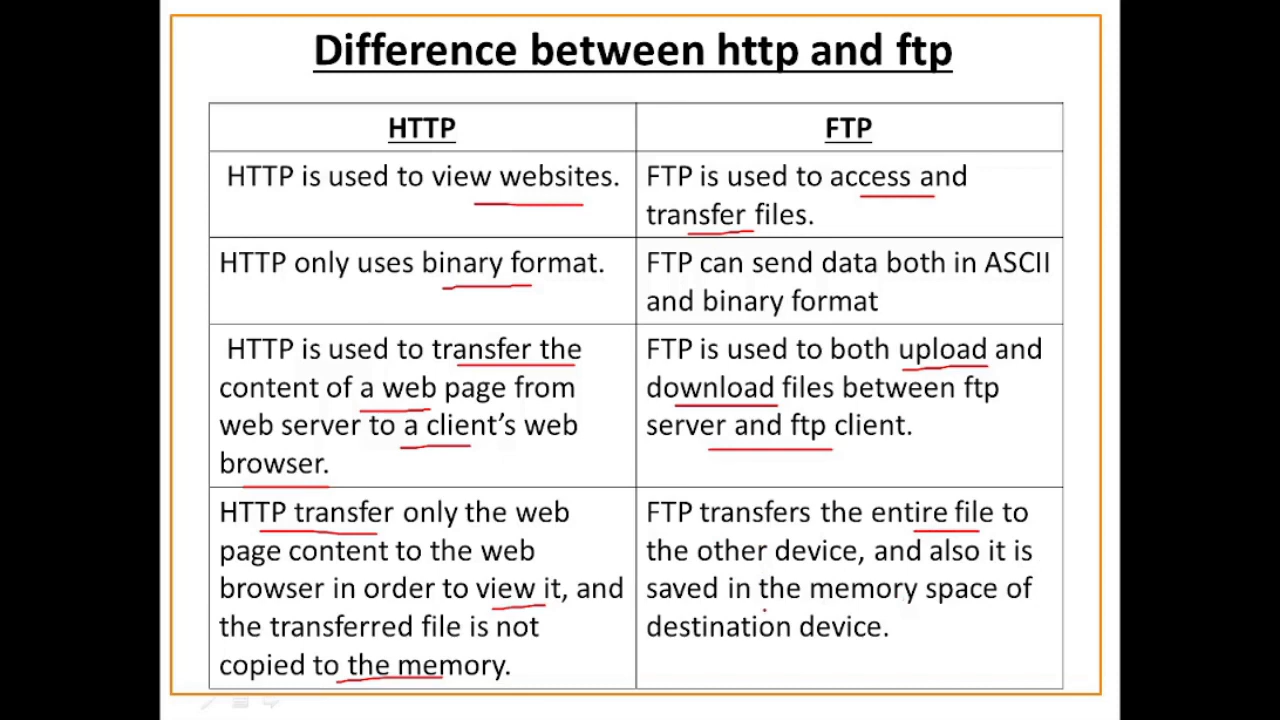 Difference between http and ftp
HTTP
FTP
HTTP is used to view websites.
FTP is used to access and
transfer files.
HTTP only uses binary format.
FTP can send data both in ASCII
and binary format
HTTP is used to transfer the
content of a web page from
web server to a client's web
browser.
FTP is used to both upload and
download files between ftp
server and ftp client.
HTTP transfer only the web
page content to the web
browser in order to view it, and
the transferred file is not
copied to the memory.
FTP transfers the entire file to
the other device, and also it is
saved in the memory space of
destination device.